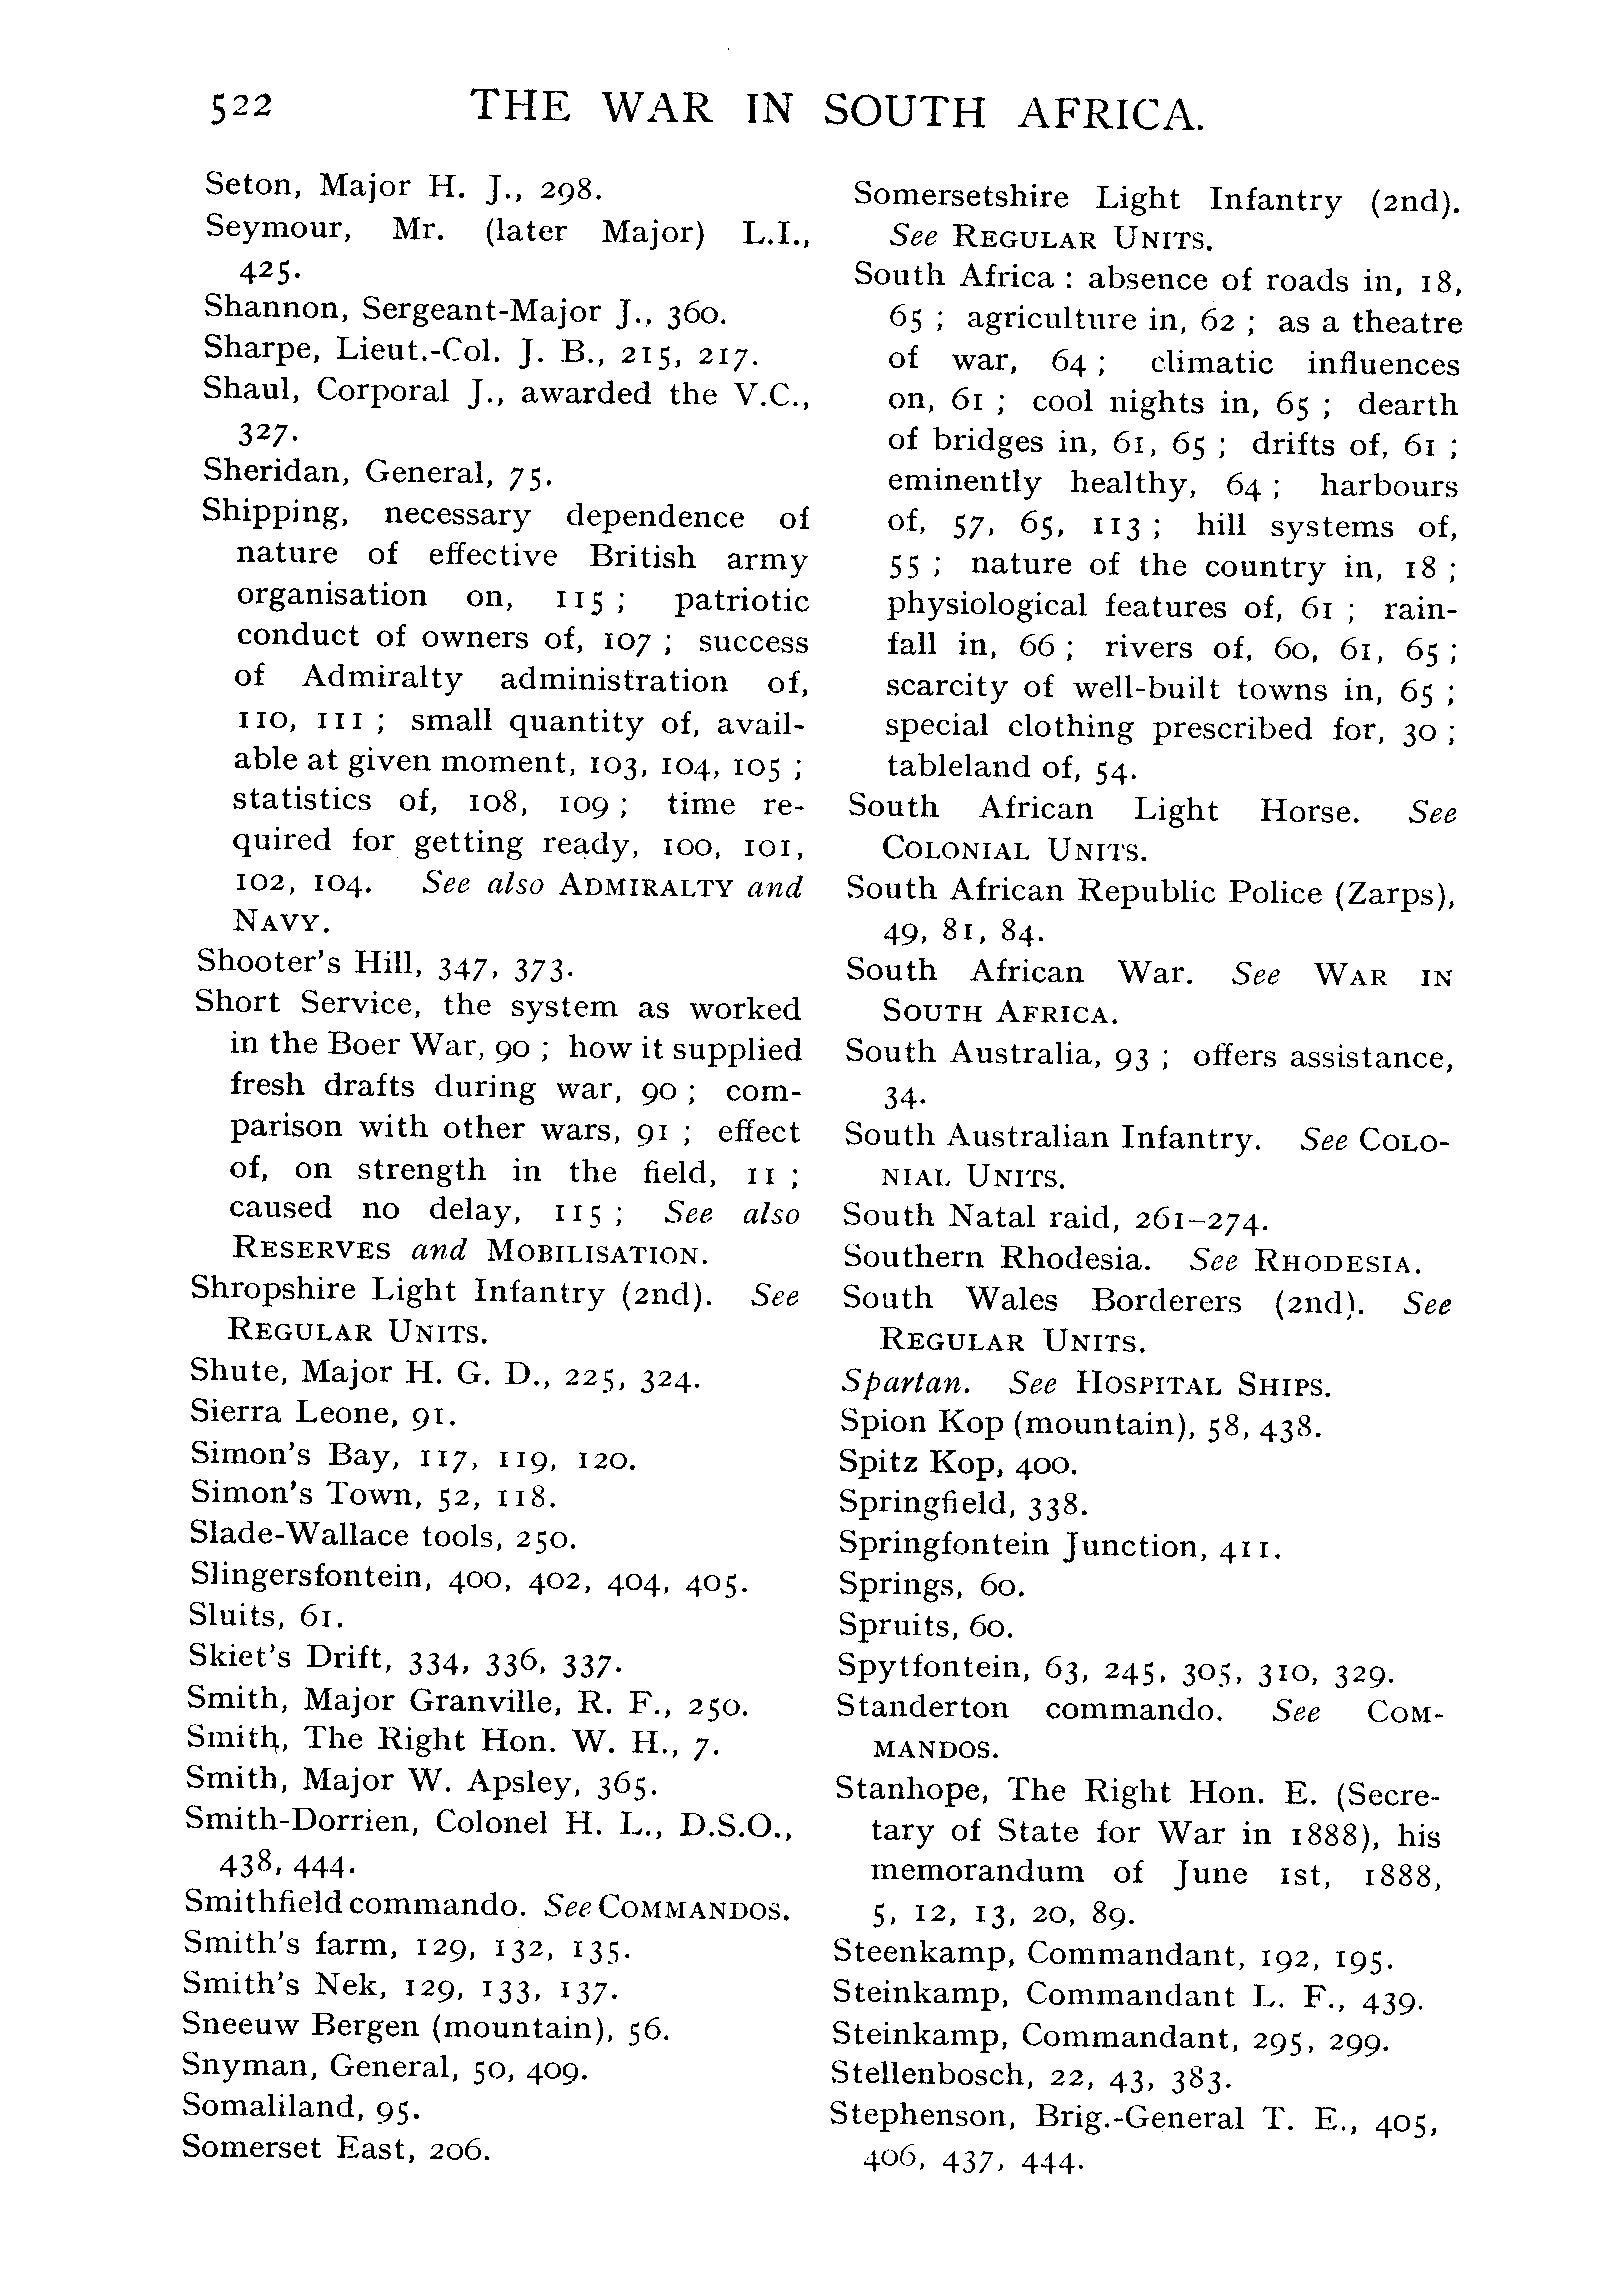 522 THE WAR IN SOUTH AFRICA.
Seton, Major H. J., 298.
Seymour, Mr. (later Major) L.I.,
425.
Shannon, Sergeant-Major J., 360.
Sharpe, Lieut.-Col. J. B., 215, 217.
Shaul, Corporal J., awarded the V.C.,
327.
Sheridan, General, 75.
Shipping, necessary dependence of
nature of effective British army
organisation on, 115 ; patriotic
conduct of owners of, 107 ; success
of Admiralty administration of,
110, 111 ; small quantity of, avail-
able at given moment, 103, 104, 105 ;
statistics of, 108, 109 ; time re-
quired for getting ready, 100, 101,
102, 104. See also ADMIRALTY and
NAVY.
Shooter's Hill, 347, 373.
Short Service, the system as worked
in the Boer War, 90 ; how it supplied
fresh drafts during war, 90 ; com-
parison with other wars, 91 ; effect
of, on strength in the field, 11 ;
caused no delay, 115 ; See also
RESERVES and MOBILISATION.
Shropshire Light Infantry (2nd). See
REGULAR UNITS.
Shute, Major H. G. D., 225, 324.
Sierra Leone, 91.
Simon's Bay, 117, 119, 120.
Simon's Town, 52, 118.
Slade-Wallace tools, 250.
Slingersfontein, 400, 402, 404, 405.
Sluits, 61.
Skiet's Drift, 334, 336, 337.
Smith, Major Granville, R. F., 250.
Smith, The Right Hon. W. H., 7.
Smith, Major W. Apsley, 365.
Smith-Dorrien, Colonel H. L., D.S.O.,
438, 444.
Smithfield commando. See COMMANDOS.
Smith's farm, 129, 132, 135.
Smith's Nek, 129, 133, 137.
Sneeuw Bergen (mountain), 56.
Snyman, General, 50, 409.
Somaliland, 95.
Somerset East, 206.
Somersetshire Light Infantry (2nd).
See REGULAR UNITS.
South Africa : absence of roads in, 18,
65 ; agriculture in, 62 ; as a theatre
of war, 64 ; climatic influences
on, 61 ; cool nights in, 65 ; dearth
of bridges in, 61, 65 ; drifts of, 61 ;
eminently healthy, 64 ; harbours
of, 57, 65, 113 ; hill systems of,
55 ; nature of the country in, 18 ;
physiological features of, 61 ; rain-
fall in, 66 ; rivers of, 60, 61, 65 ;
scarcity of well-built towns in, 65 ;
special clothing prescribed for, 30 ;
tableland of, 54.
South African Light Horse. See
COLONIAL UNITS.
South African Republic Police (Zarps),
49, 81, 84.
South African War. See WAR IN
SOUTH AFRICA.
South Australia, 93 ; offers assistance,
34.
South Australian Infantry. See COLO-
NIAL UNITS.
South Natal raid, 261–274.
Southern Rhodesia. See RHODESIA.
South Wales Borderers (2nd). See
REGULAR UNITS.
Spartan. See HOSPITAL SHIPS.
Spion Kop (mountain), 58, 438.
Spitz Kop, 400.
Springfield, 338.
Springfontein Junction, 411.
Springs, 60.
Spruits, 60.
Spytfontein, 63, 245, 305, 310, 329.
Standerton commando. See COM-
MANDOS.
Stanhope, The Right Hon. E. (Secre-
tary of State for War in 1888), his
memorandum of June 1st, 1888,
5, 12, 13, 20, 89.
Steenkamp, Commandant, 192, 195.
Steinkamp, Commandant L. F., 439.
Steinkamp, Commandant, 295, 299.
Stellenbosch, 22, 43, 383.
Stephenson, Brig.-General T. E., 405,
406, 437, 444.